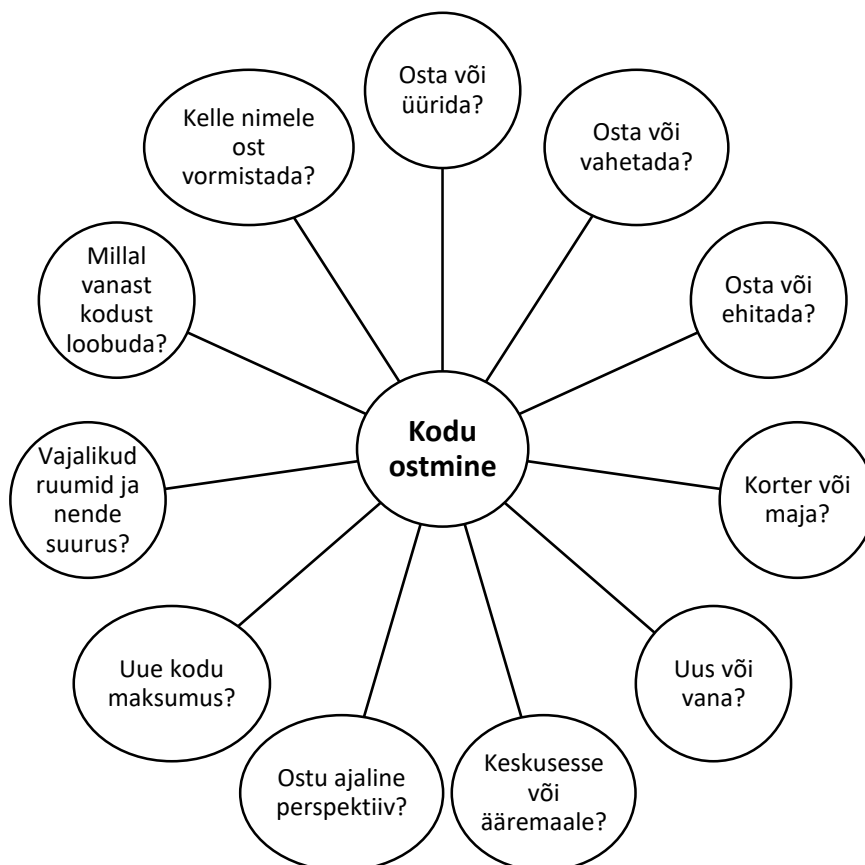 Osta või
üürida?
Osta või
vahetada?
Osta või
ehitada?
Korter või
maja?
Uus või
vana?
Keskusesse
või
ääremaale?
Ostu ajaline
perspektiiv?
Uue kodu
maksumus?
Vajalikud
ruumid ja
nende
suurus?
Millal
vanast
kodust
loobuda?
Kelle nimele
ost
vormistada?
Kodu
ostmine